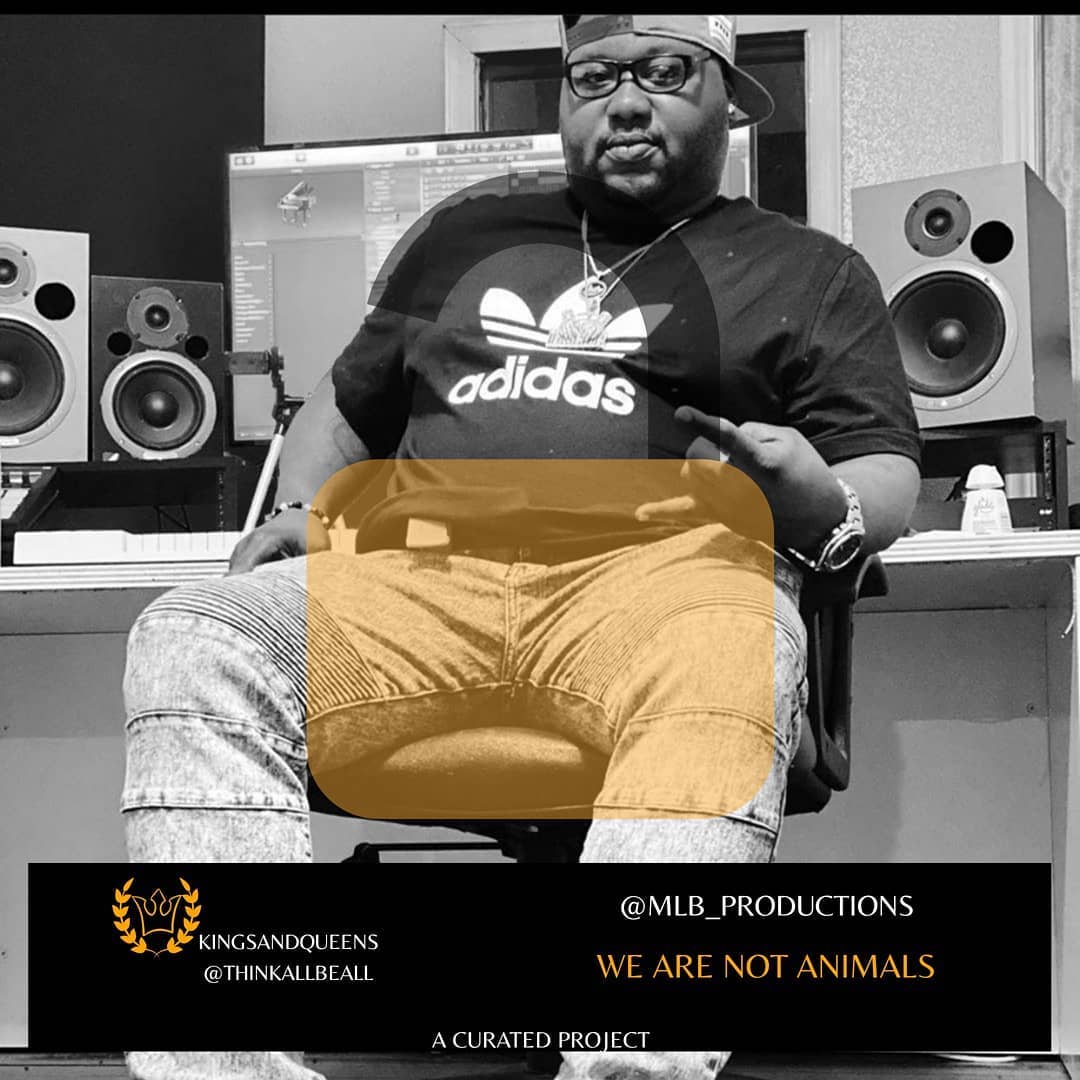 adidas
KINGSANDQUEENS
@THINKALLBEALL
@MLB_PRODUCTIONS
WE ARE NOT ANIMALS
A CURATED PROJECT